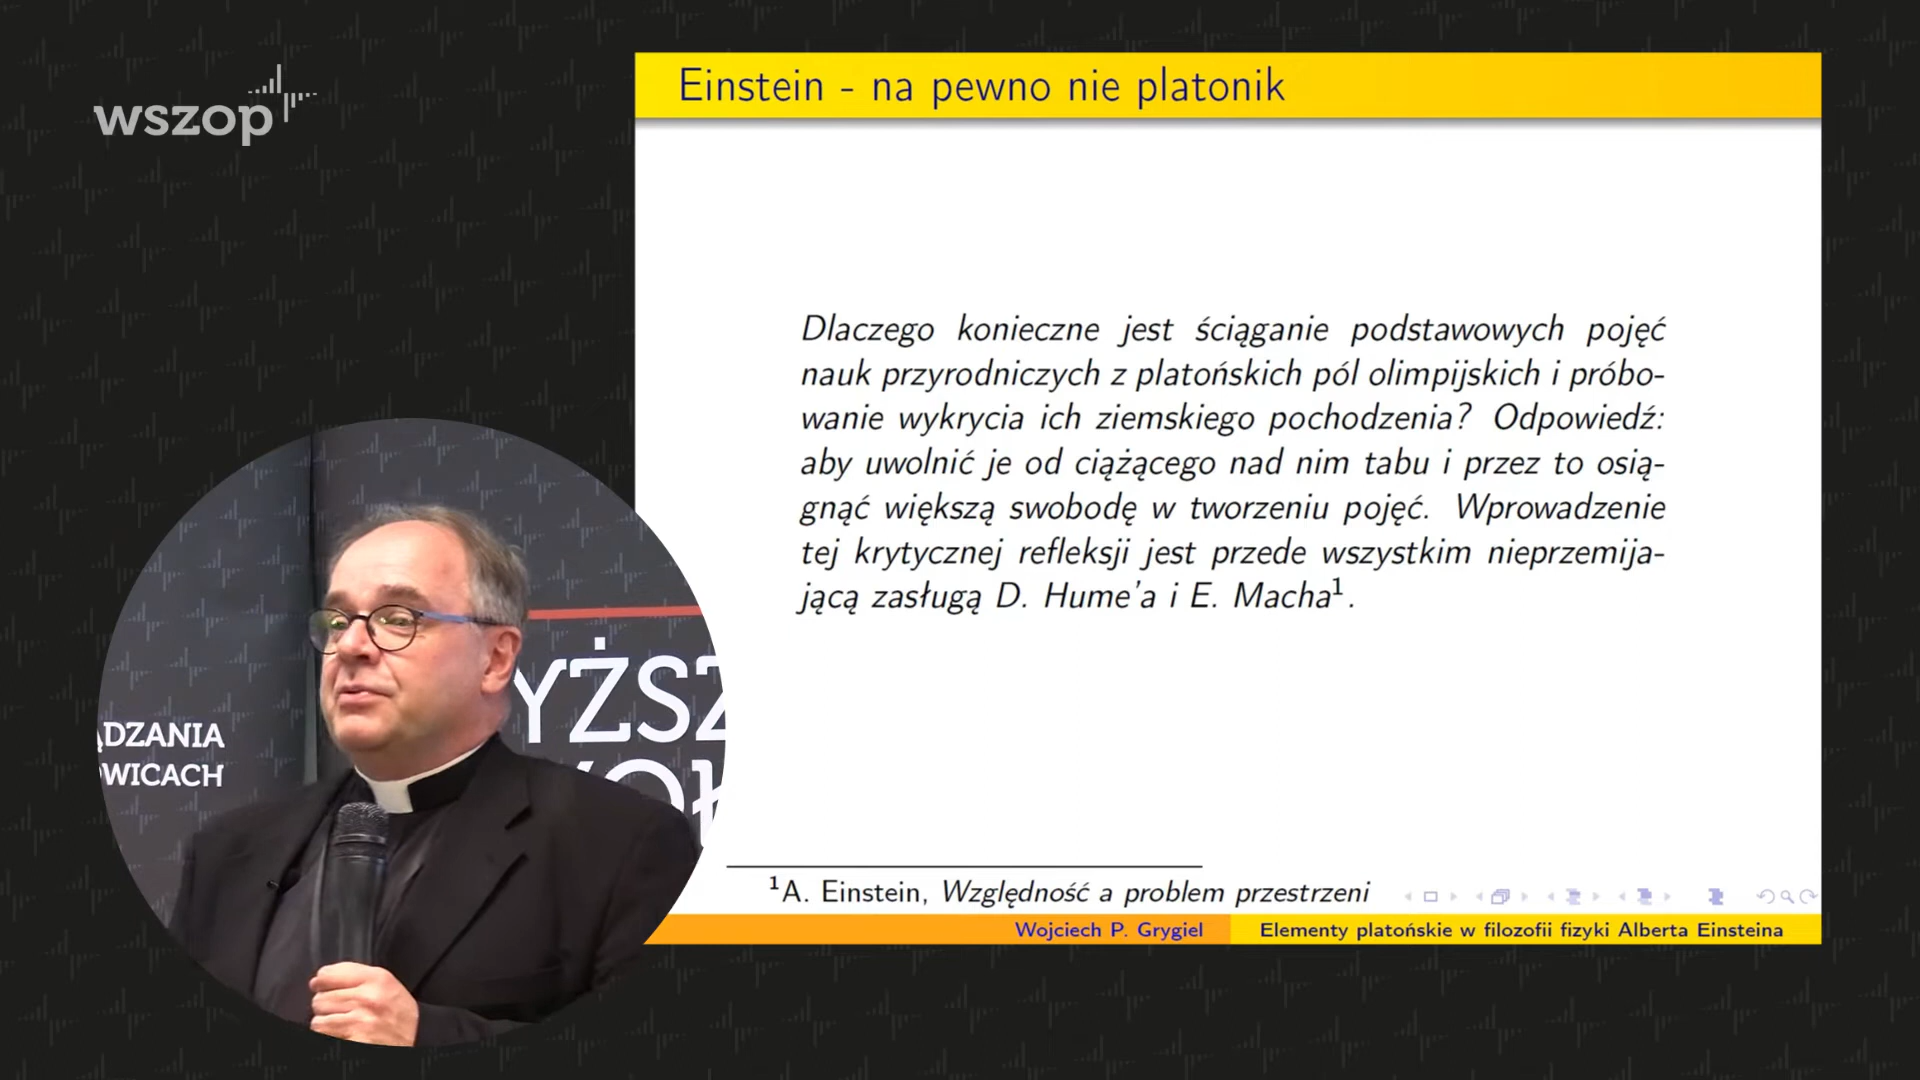 wszop
Einstein - na pewno nie platonik
Dlaczego konieczne jest ściąganie podstawowych pojęć
nauk przyrodniczych z platońskich pól olimpijskich i próbo-
wanie wykrycia ich ziemskiego pochodzenia? Odpowiedź:
aby uwolnić je od ciążącego nad nim tabu i przez to osią-
gnąć większą swobodę w tworzeniu pojęć. Wprowadzenie
tej krytycznej refleksji jest przede wszystkim nieprzemija-
jącą zasługą D. Hume'a i E. Macha¹.
¹A. Einstein, Względność a problem przestrzeni
Wojciech P. Grygiel Elementy platońskie w filozofii fizyki Alberta Einsteina
ĄDZANIA
OWICACH
YŻSZ
KOŁ